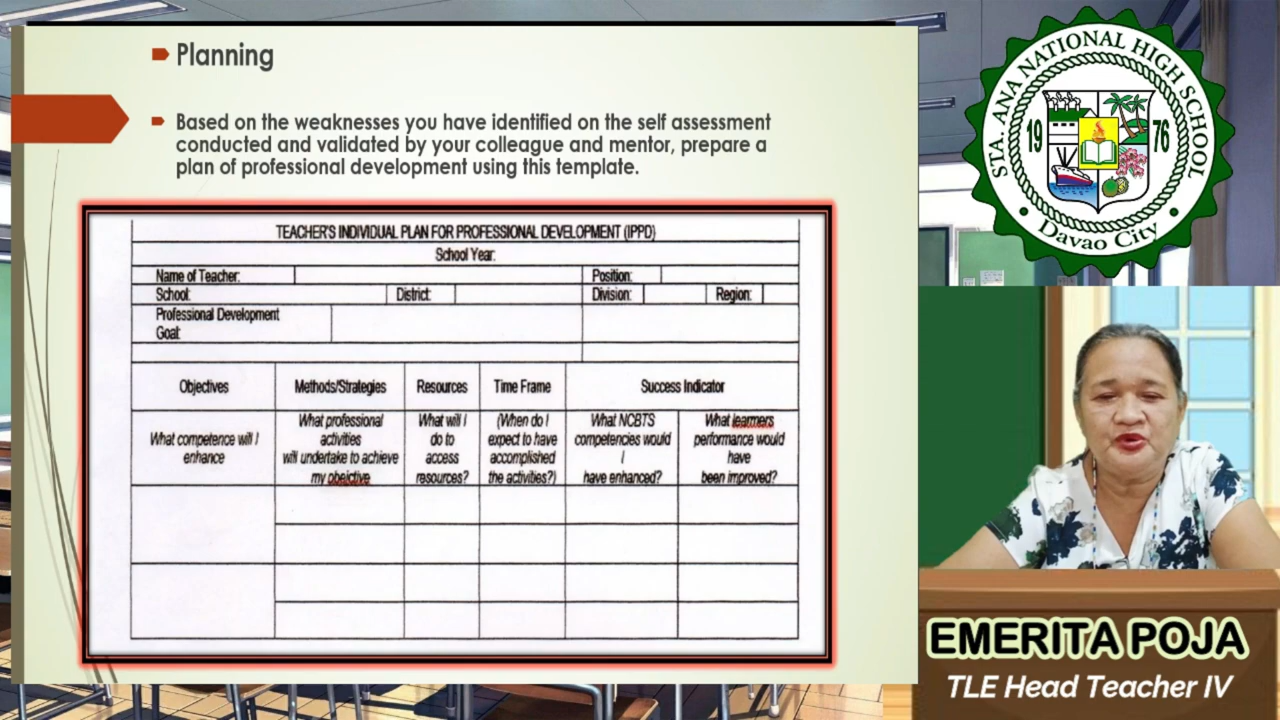 Planning
Based on the weaknesses you have identified on the self assessment
conducted and validated by your colleague and mentor, prepare a
plan of professional development using this template.
TEACHER'S INDIVIDUAL PLAN FOR PROFESSIONAL DEVELOPMENT (IPPD)
School Year:
Name of Teacher: Position:
School: District: Division: Region:
Professional Development
Goal:
Objectives Methods/Strategies Resources Time Frame Success Indicator
What competence will I
enhance
What professional
activities
will undertake to achieve
my obejctive
What will I
do to
access
resources?
(When do I
expect to have
accomplished
the activities?)
What NCBTS
competencies would
I
have enhanced?
What learmers
performance would
have
been improved?
STA. ANA NATIONAL HIGH SCHOOL
19 76
Davao City
EMERITA POJA
TLE Head Teacher IV